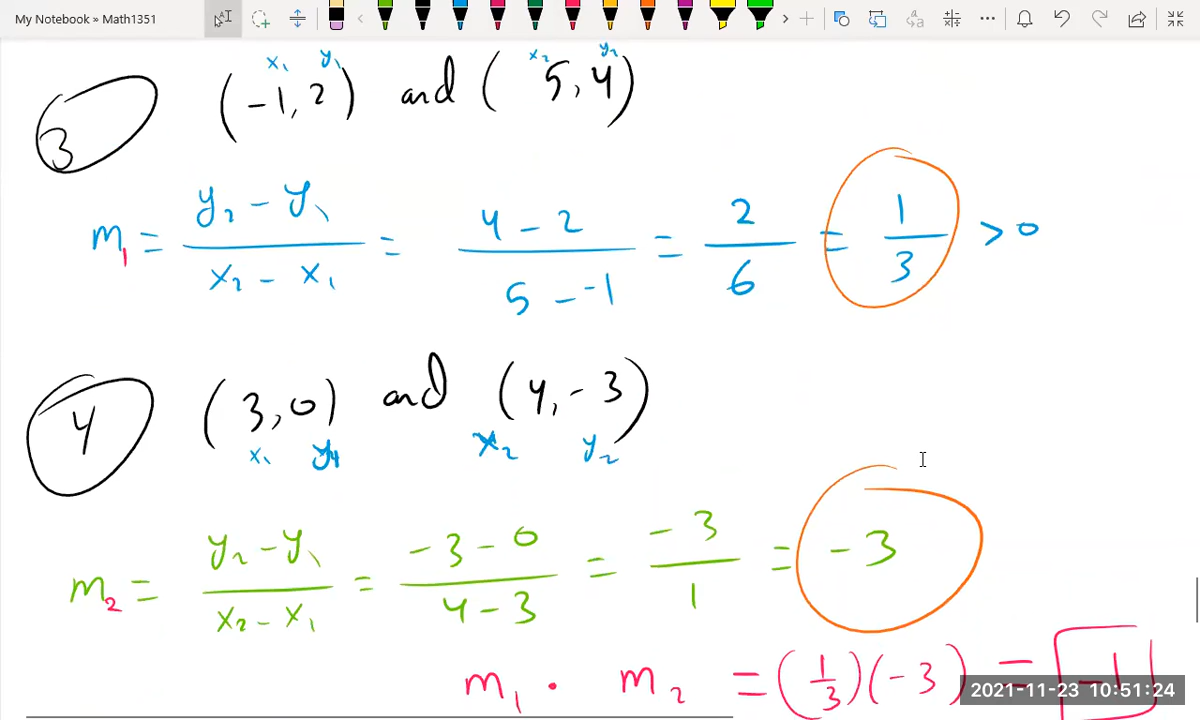 My Notebook » Math1351
x₁ y₁ x₂ y₂
3 (-1, 2) and (5, 4)
m₁ = y₂ - y₁ / x₂ - x₁ = 4 - 2 / 5 - -1 = 2 / 6 = 1 / 3 > 0
4 (3, 0) and (4, -3)
x₁ y₁ x₂ y₂
m₂ = y₂ - y₁ / x₂ - x₁ = -3 - 0 / 4 - 3 = -3 / 1 = -3
m₁ · m₂ = (1/3)(-3) = -1
2021-11-23 10:51:24